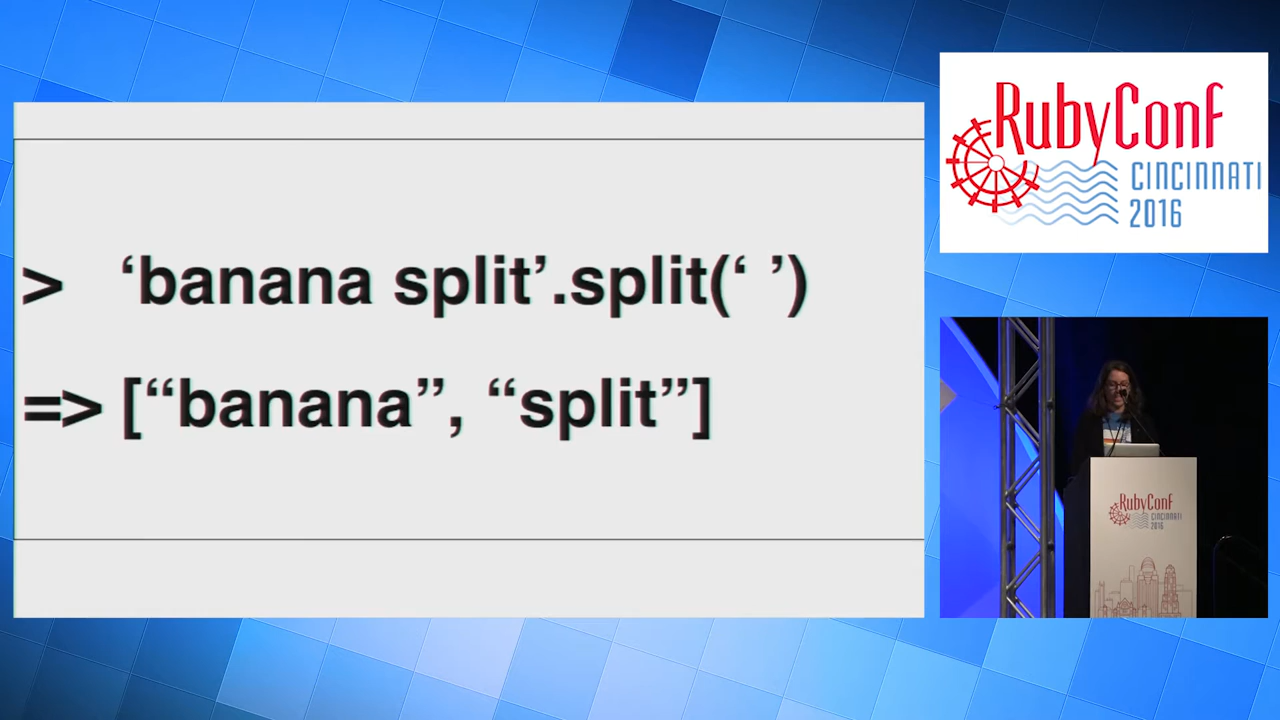 > ‘banana split’.split(‘ ’)
=> [“banana”, “split”]
RubyConf
CINCINNATI
2016
RubyConf
CINCINNATI
2016